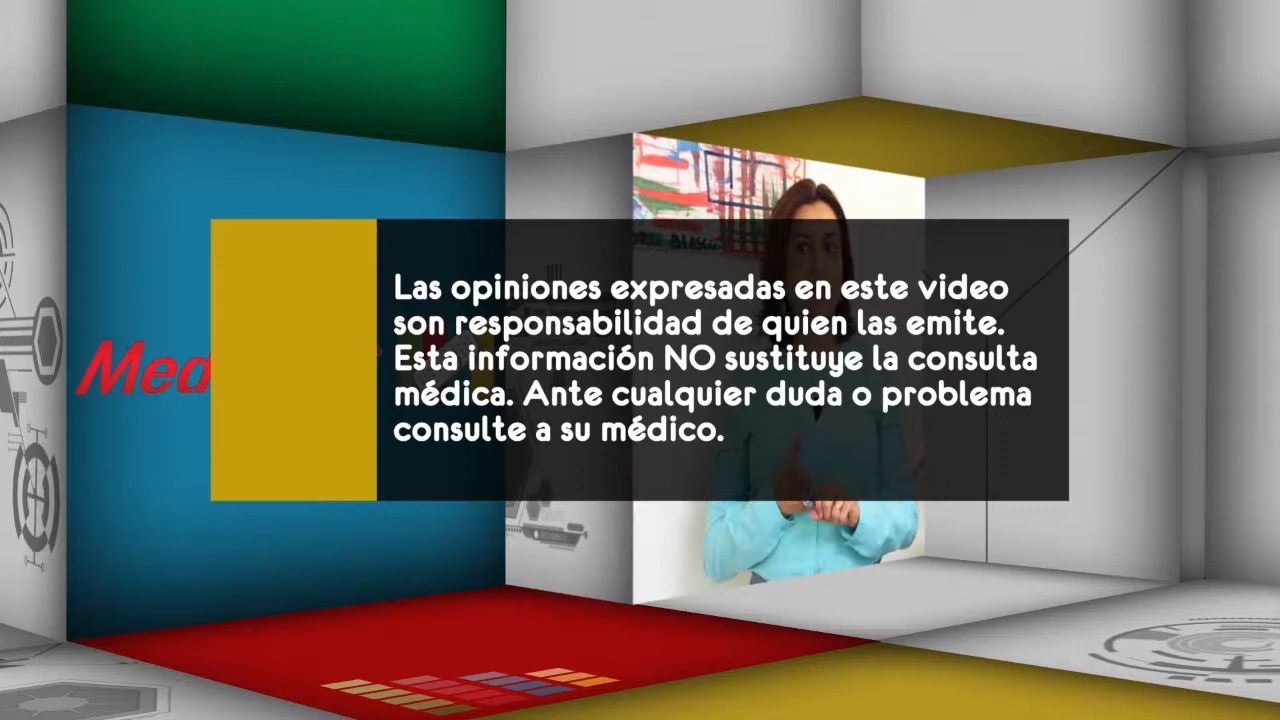 Las opiniones expresadas en este video
son responsabilidad de quien las emite.
Esta información NO sustituye la consulta
médica. Ante cualquier duda o problema
consulte a su médico.
Med